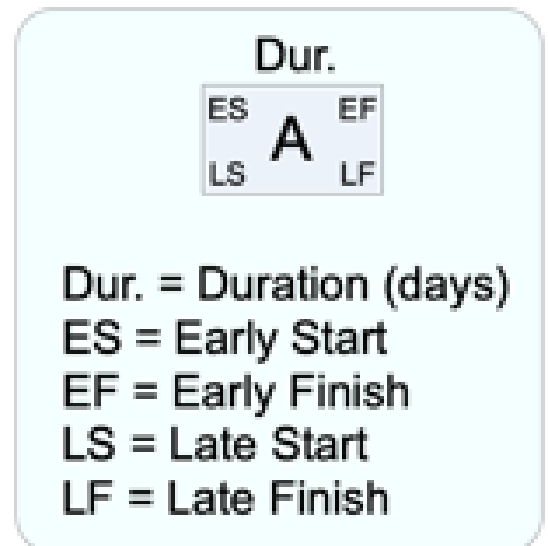 Dur.
ES EF
A
LS LF
Dur. = Duration (days)
ES = Early Start
EF = Early Finish
LS = Late Start
LF = Late Finish